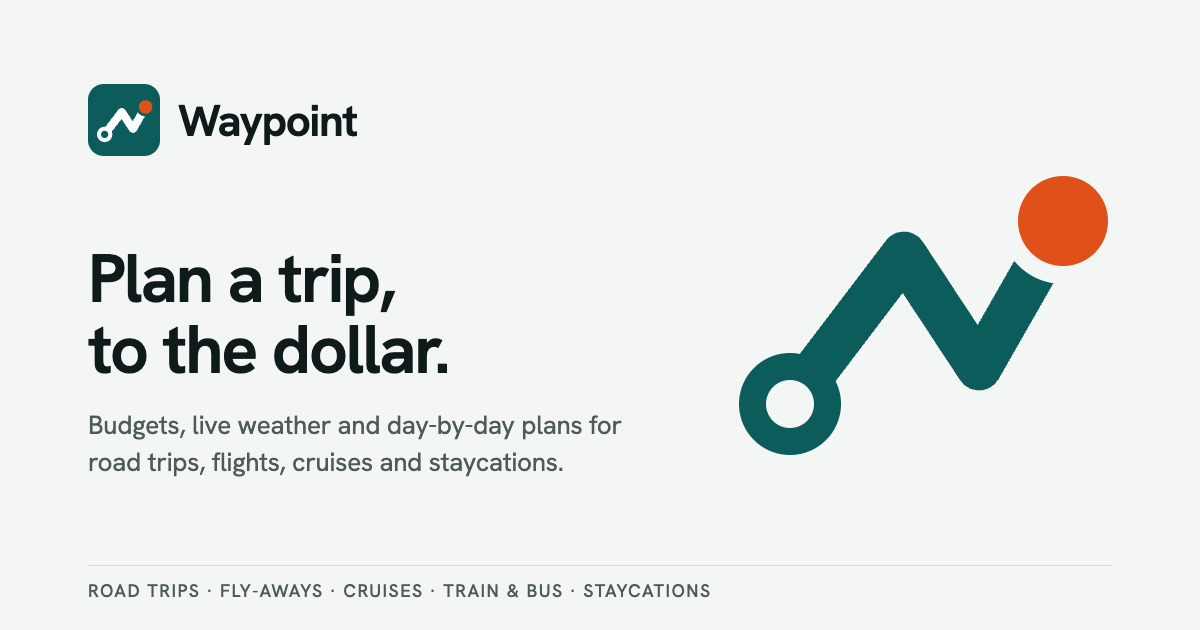 Waypoint
Plan a trip,
to the dollar.
Budgets, live weather and day-by-day plans for
road trips, flights, cruises and staycations.
ROAD TRIPS · FLY-AWAYS · CRUISES · TRAIN & BUS · STAYCATIONS